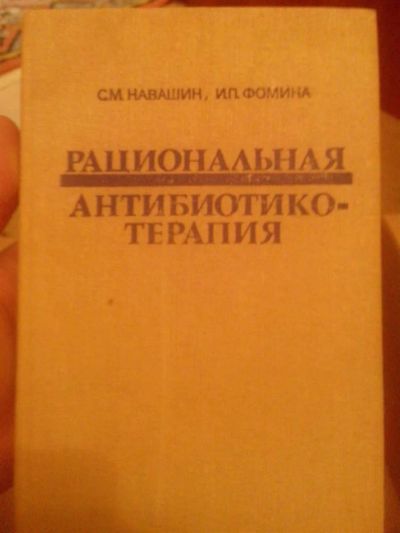 С.М. НАВАШИН, И.П. ФОМИНА
РАЦИОНАЛЬНАЯ
АНТИБИОТИКО-
ТЕРАПИЯ